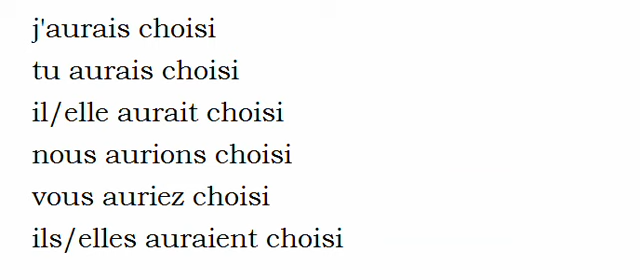 j'aurais choisi
tu aurais choisi
il/elle aurait choisi
nous aurions choisi
vous auriez choisi
ils/elles auraient choisi